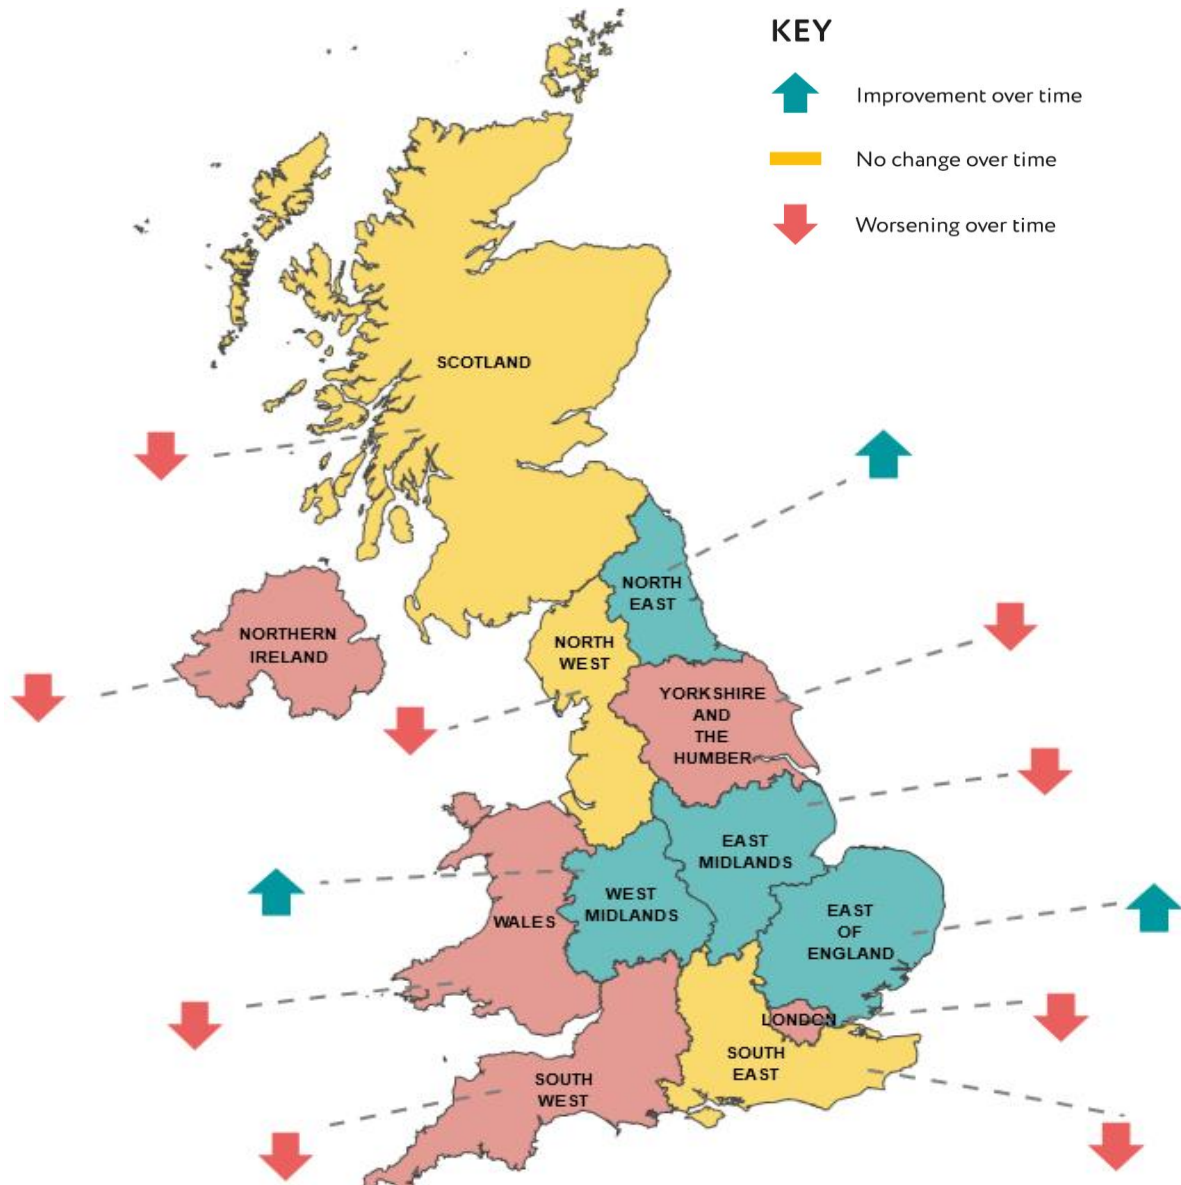 KEY
Improvement over time
No change over time
Worsening over time
SCOTLAND
NORTH
EAST
NORTHERN
IRELAND
NORTH
WEST
YORKSHIRE
AND
THE
HUMBER
EAST
MIDLANDS
WEST
MIDLANDS
WALES
EAST
OF
ENGLAND
LONDON
SOUTH
EAST
SOUTH
WEST